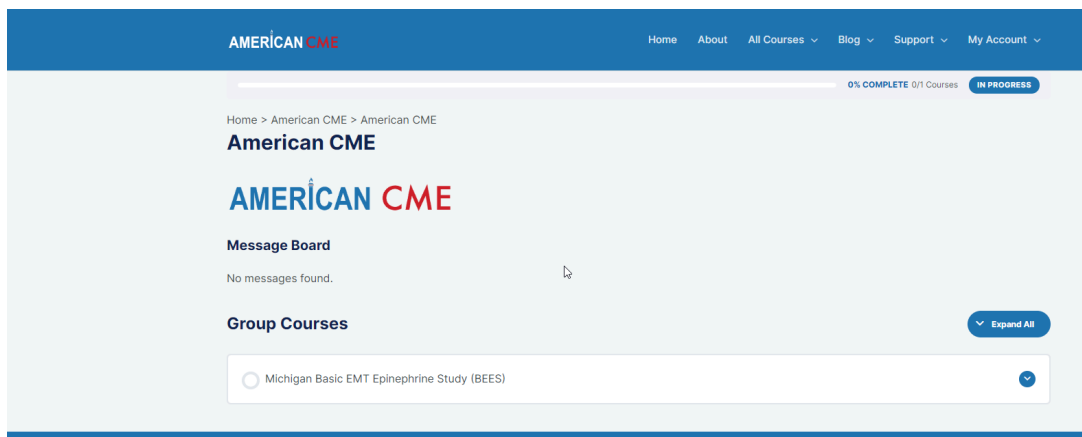 AMERICAN CME
Home About All Courses Blog Support My Account
0% COMPLETE 0/1 Courses IN PROGRESS
Home > American CME > American CME
American CME
AMERICAN CME
Message Board
No messages found.
Group Courses
Expand All
Michigan Basic EMT Epinephrine Study (BEES)